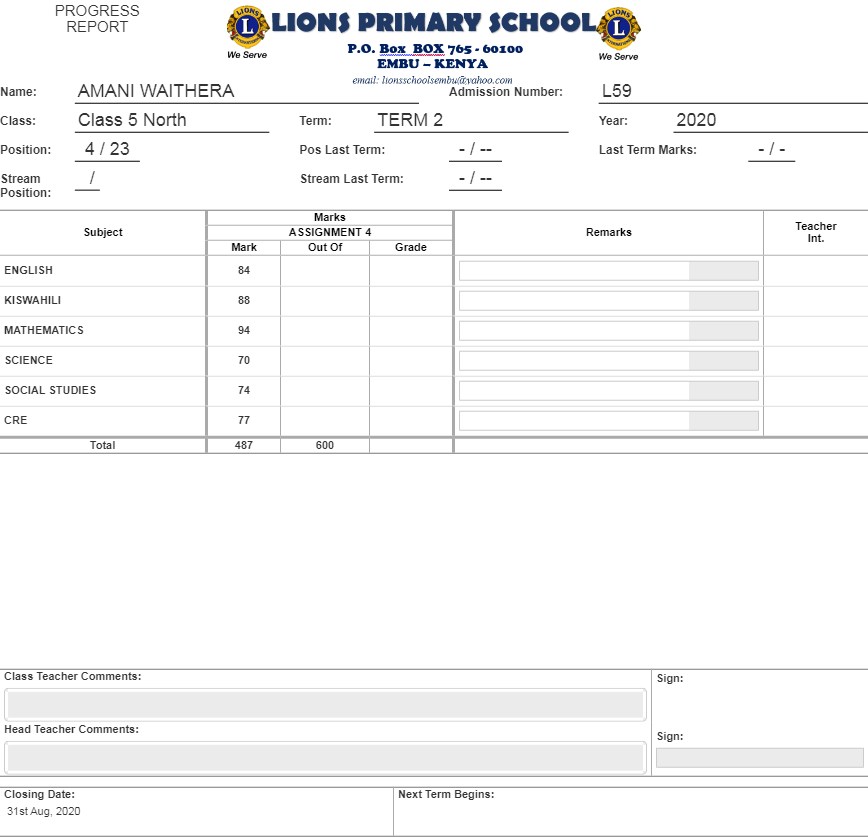 PROGRESS
REPORT
LIONS PRIMARY SCHOOL
P.O. Box BOX 765 - 60100
EMBU – KENYA
email: lionsschoolsembu@yahoo.com
LIONS
L
INTERNATIONAL
We Serve
LIONS
L
INTERNATIONAL
We Serve
Name: AMANI WAITHERA Admission Number: L59
Class: Class 5 North Term: TERM 2 Year: 2020
Position: 4 / 23 Pos Last Term: - / -- Last Term Marks: - / -
Stream Position: / Stream Last Term: - / --
Subject Marks Remarks Teacher Int.
ASSIGNMENT 4
Mark Out Of Grade
ENGLISH 84
KISWAHILI 88
MATHEMATICS 94
SCIENCE 70
SOCIAL STUDIES 74
CRE 77
Total 487 600
Class Teacher Comments: Sign:
Head Teacher Comments: Sign:
Closing Date: Next Term Begins:
31st Aug, 2020